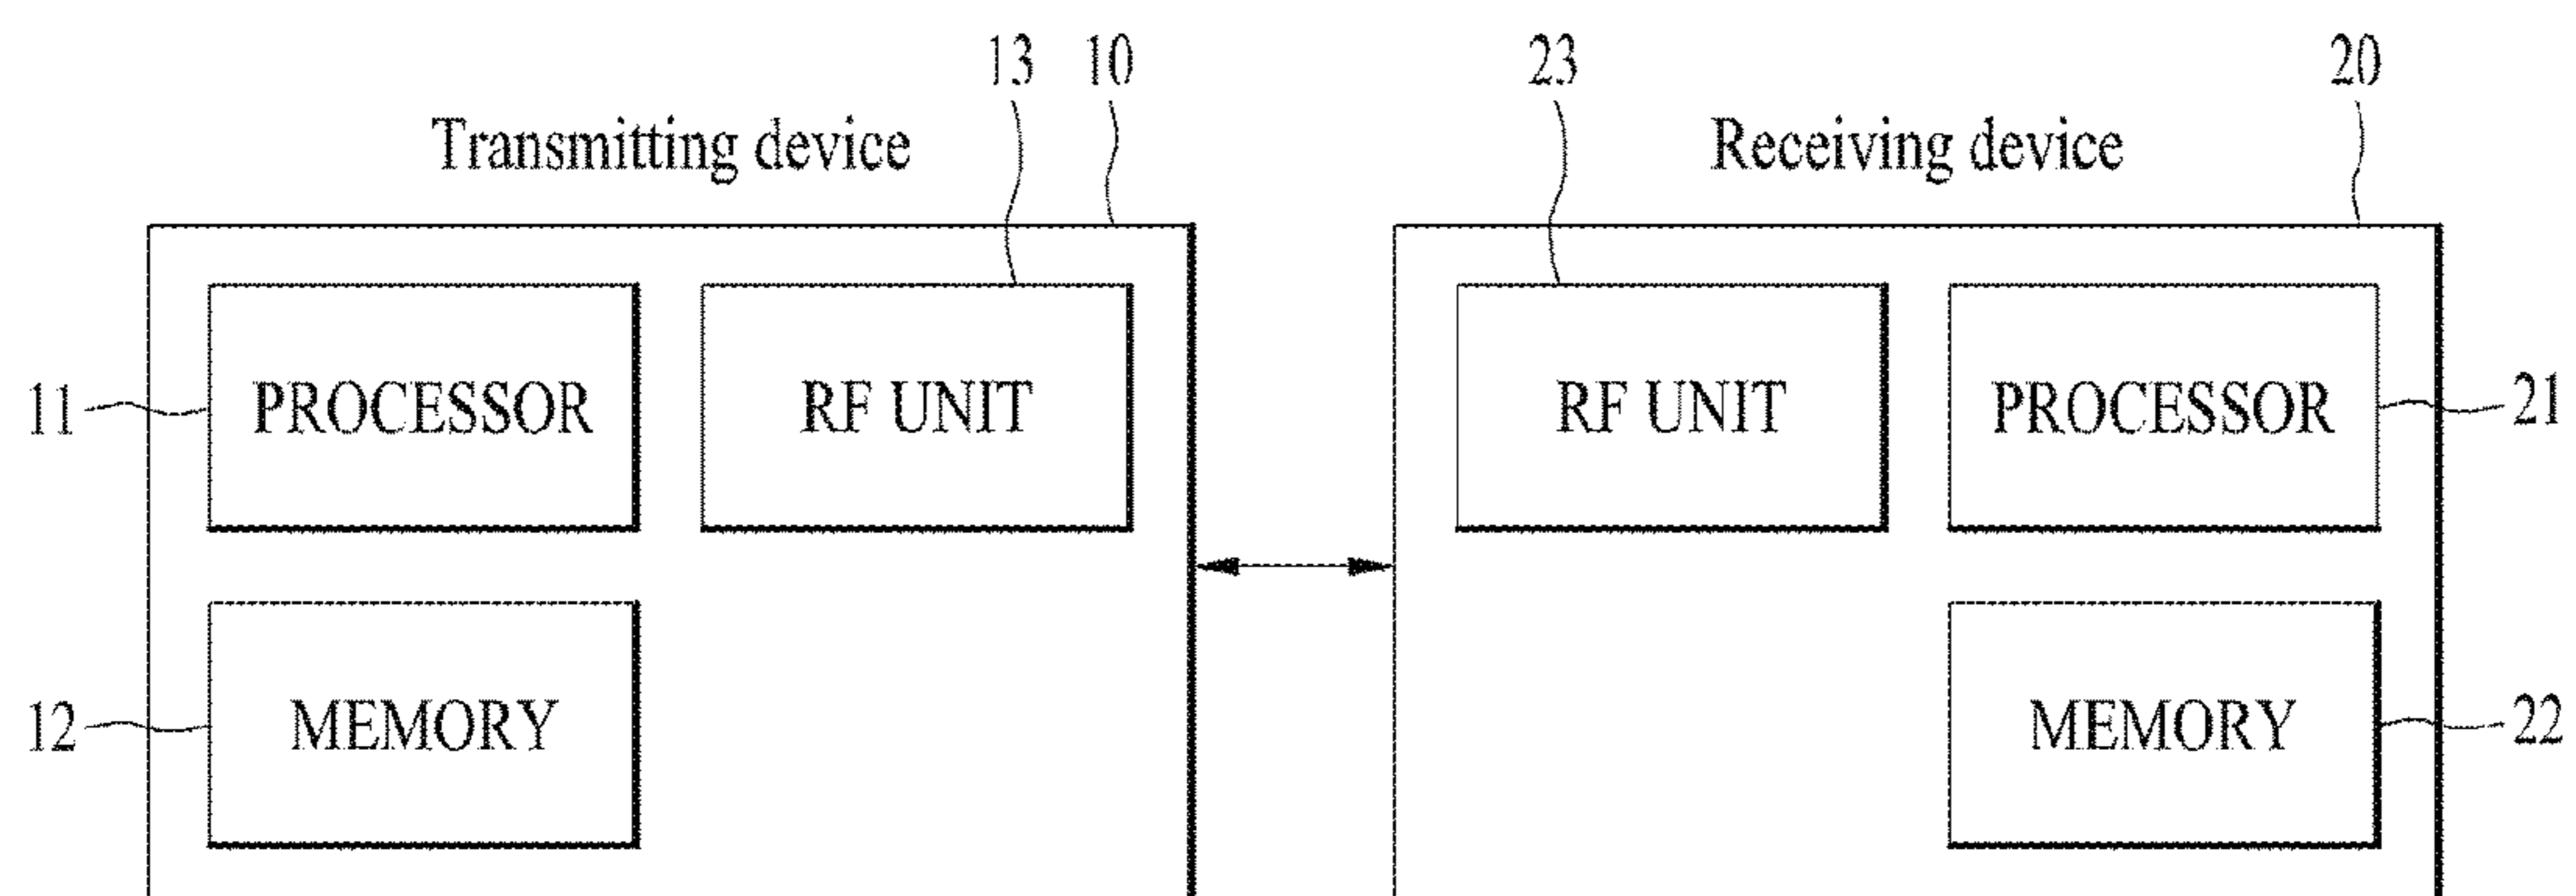 13 10 23 20
Transmitting device Receiving device
11 PROCESSOR RF UNIT RF UNIT PROCESSOR 21
12 MEMORY MEMORY 22